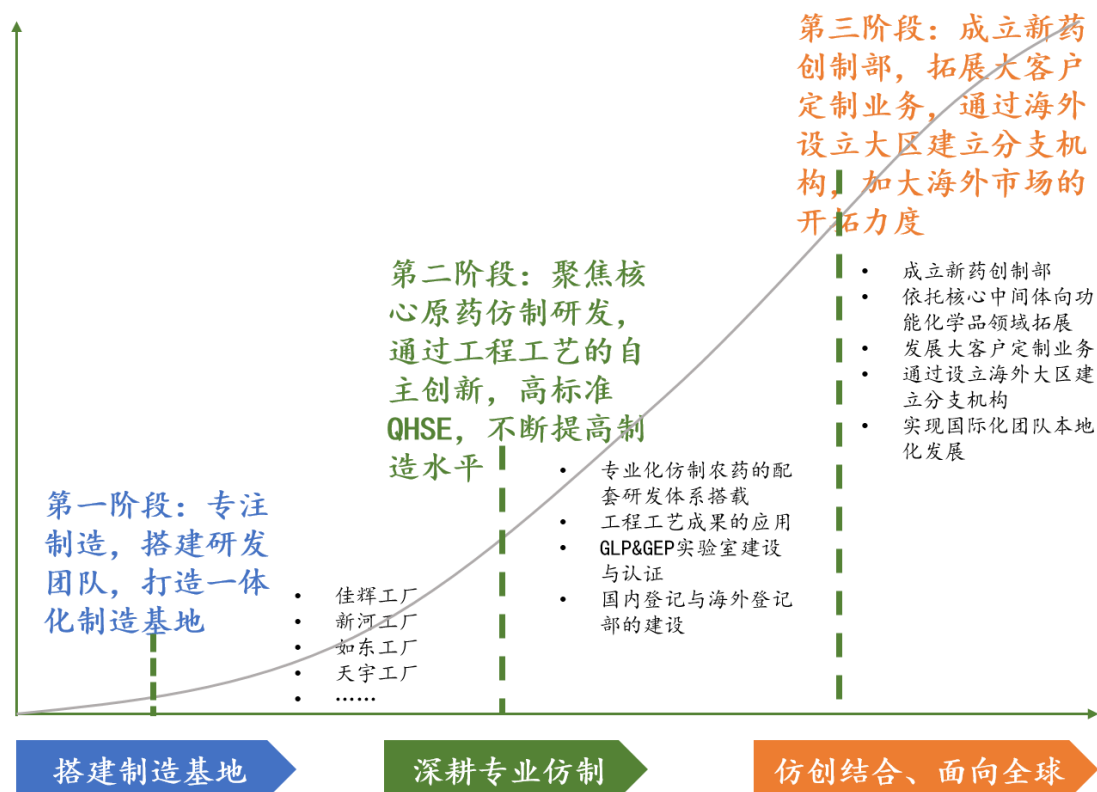 第三阶段：成立新药
创制部，拓展大客户
定制业务，通过海外
设立大区建立分支机
构，加大海外市场的
开拓力度
• 成立新药创制部
• 依托核心中间体向功
能化学品领域拓展
• 发展大客户定制业务
• 通过设立海外大区建
立分支机构
• 实现国际化团队本地
化发展
第二阶段：聚焦核
心原药仿制研发，
通过工程工艺的自
主创新，高标准
QHSE，不断提高制
造水平
• 专业化仿制农药的配
套研发体系搭载
• 工程工艺成果的应用
• GLP&GEP实验室建设
与认证
• 国内登记与海外登记
部的建设
第一阶段：专注
制造，搭建研发
团队，打造一体
化制造基地
• 佳辉工厂
• 新河工厂
• 如东工厂
• 天宇工厂
• ……
搭建制造基地
深耕专业仿制
仿创结合、面向全球